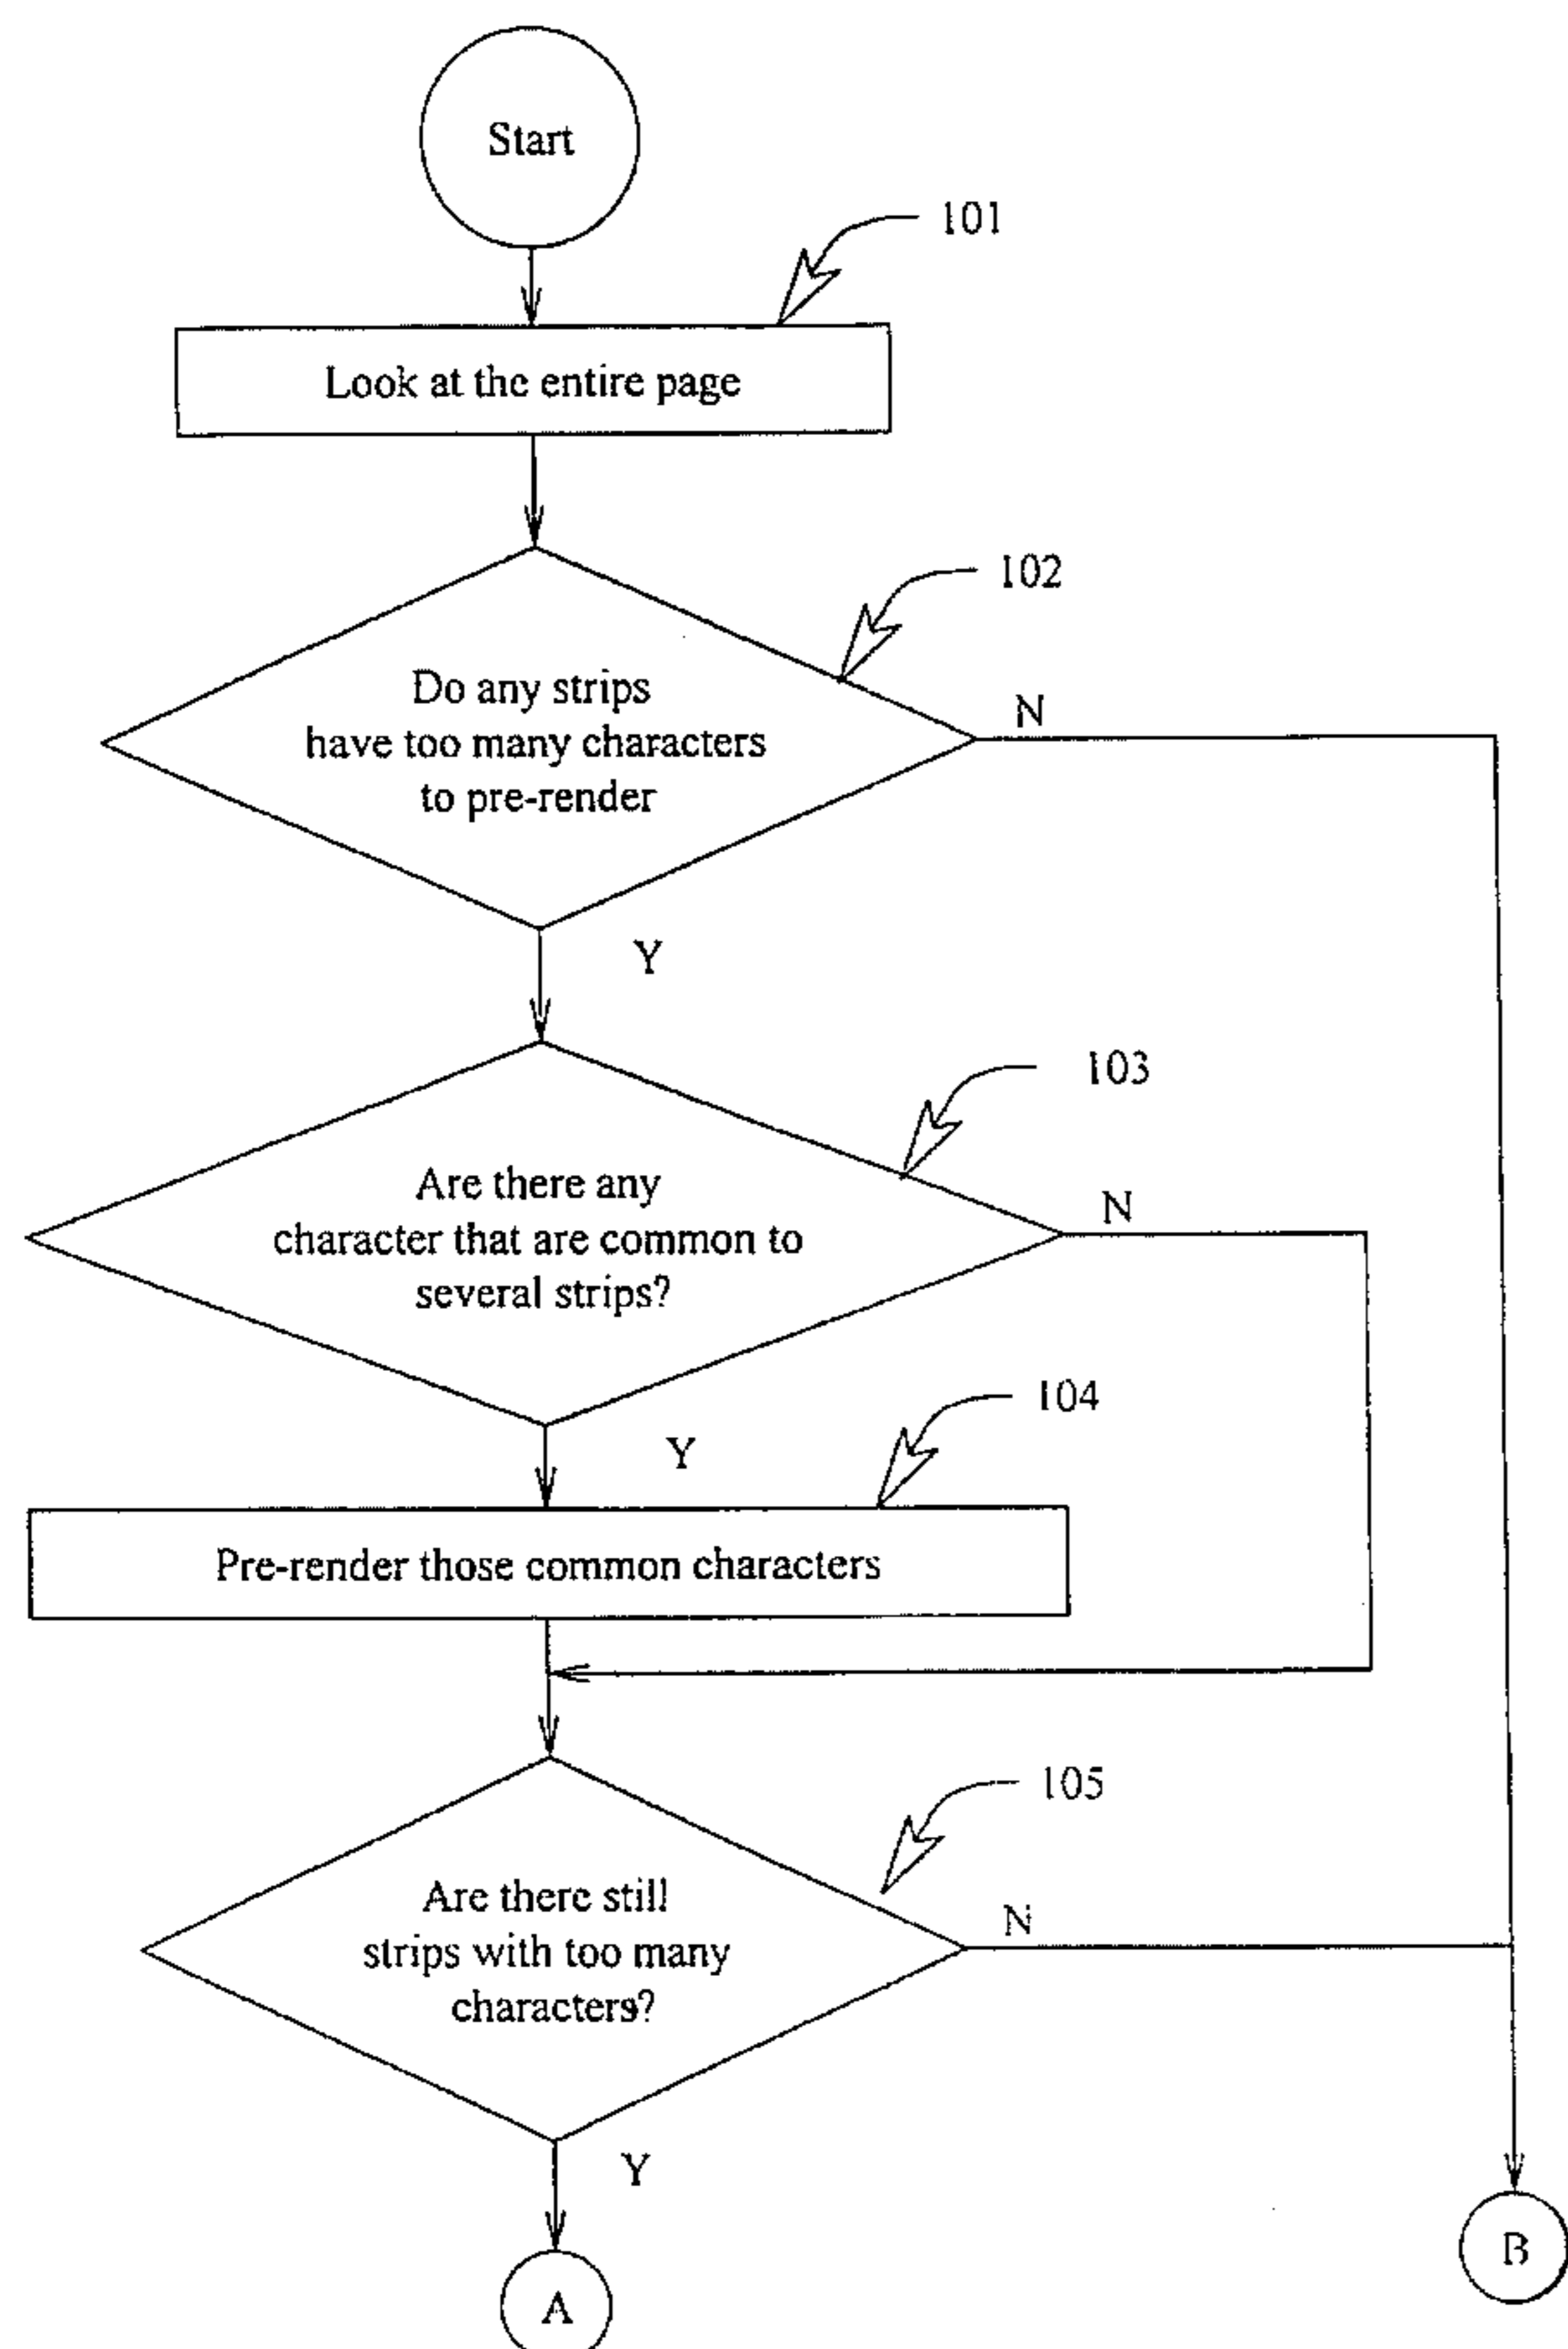 Start
101
Look at the entire page
102
Do any strips
have too many characters
to pre-render
N
Y
103
Are there any
character that are common to
several strips?
N
Y
104
Pre-render those common characters
105
Are there still
strips with too many
characters?
N
Y
A
B